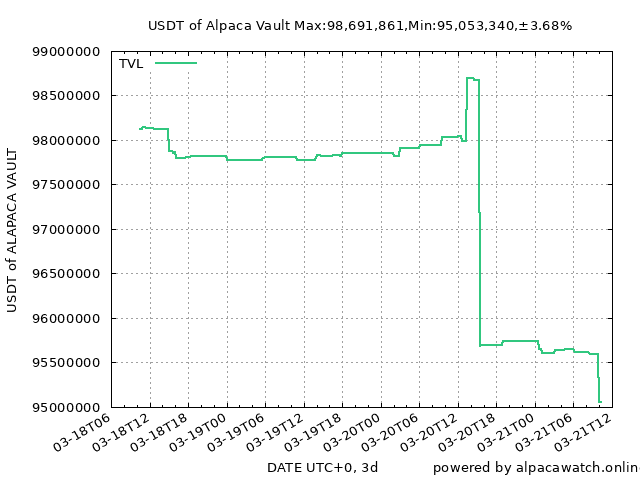 USDT of Alpaca Vault Max:98,691,861,Min:95,053,340,±3.68%
TVL
99000000
98500000
98000000
97500000
97000000
96500000
96000000
95500000
95000000
USDT of ALAPACA VAULT
03-18T06
03-18T12
03-18T18
03-19T00
03-19T06
03-19T12
03-19T18
03-20T00
03-20T06
03-20T12
03-20T18
03-21T00
03-21T06
03-21T12
DATE UTC+0, 3d
powered by alpacawatch.onlin